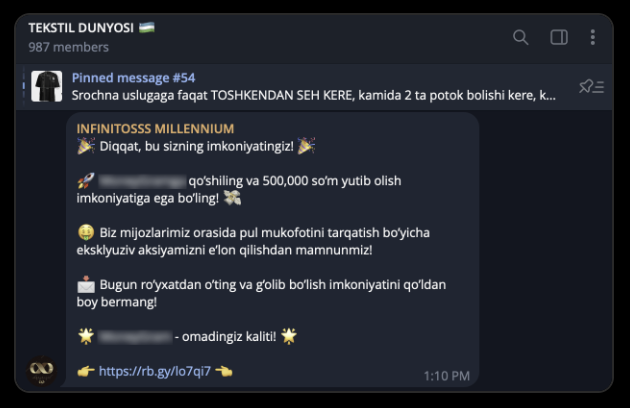 TEKSTIL DUNYOSI 🇺🇿
987 members
Pinned message #54
Srochna uslugaga faqat TOSHKENDAN SEH KERE, kamida 2 ta potok bolishi kere, k...
INFINITOSSS MILLENNIUM
🎉 Diqqat, bu sizning imkoniyatingiz! 🎉
🚀 qo‘shiling va 500,000 so‘m yutib olish
imkoniyatiga ega bo‘ling! 💸
🤑 Biz mijozlarimiz orasida pul mukofotini tarqatish bo‘yicha
eksklyuziv aksiyamizni e‘lon qilishdan mamnunmiz!
📩 Bugun ro‘yxatdan o‘ting va g‘olib bo‘lish imkoniyatini qo‘ldan
boy bermang!
🌟 - omadingiz kaliti! 🌟
👉 https://rb.gy/lo7qi7 👈
1:10 PM